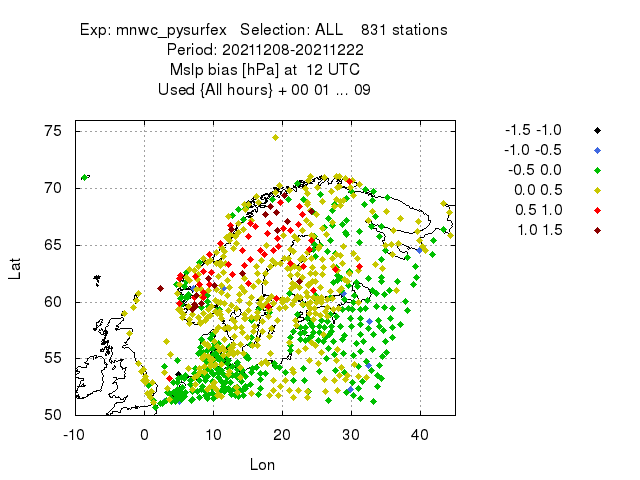 Exp: mnwc_pysurfex   Selection: ALL    831 stations
Period: 20211208-20211222
Mslp bias [hPa] at  12 UTC
Used {All hours} + 00 01 ... 09
-1.5 -1.0
-1.0 -0.5
-0.5 0.0
0.0 0.5
0.5 1.0
1.0 1.5
75
70
65
60
55
50
Lat
-10 0 10 20 30 40
Lon